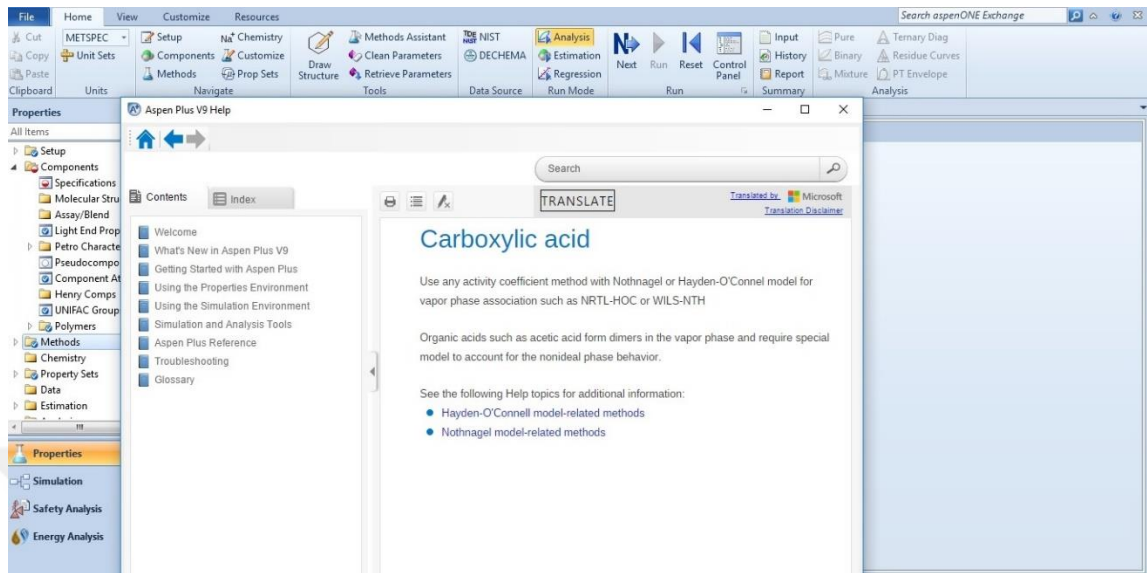 File Home View Customize Resources Search aspenONE Exchange
Cut METSPEC Setup Na+ Chemistry Methods Assistant NIST Analysis Input Pure Ternary Diag
Copy Unit Sets Components Customize Clean Parameters DECHEMA Estimation History Binary Residue Curves
Paste Methods Prop Sets Draw Structure Retrieve Parameters Regression Next Run Reset Control Panel Report Mixture PT Envelope
Clipboard Units Navigate Tools Data Source Run Mode Run Summary Analysis
Properties
All Items
Setup
Components
Specifications
Molecular Stru
Assay/Blend
Light End Prop
Petro Characte
Pseudocompo
Component At
Henry Comps
UNIFAC Group
Polymers
Methods
Chemistry
Property Sets
Data
Estimation
Properties
Simulation
Safety Analysis
Energy Analysis
Aspen Plus V9 Help
Search
Contents Index
Welcome
What's New in Aspen Plus V9
Getting Started with Aspen Plus
Using the Properties Environment
Using the Simulation Environment
Simulation and Analysis Tools
Aspen Plus Reference
Troubleshooting
Glossary
TRANSLATE Translated by Microsoft
Translation Disclaimer
Carboxylic acid
Use any activity coefficient method with Nothnagel or Hayden-O'Connel model for
vapor phase association such as NRTL-HOC or WILS-NTH
Organic acids such as acetic acid form dimers in the vapor phase and require special
model to account for the nonideal phase behavior.
See the following Help topics for additional information:
Hayden-O'Connell model-related methods
Nothnagel model-related methods